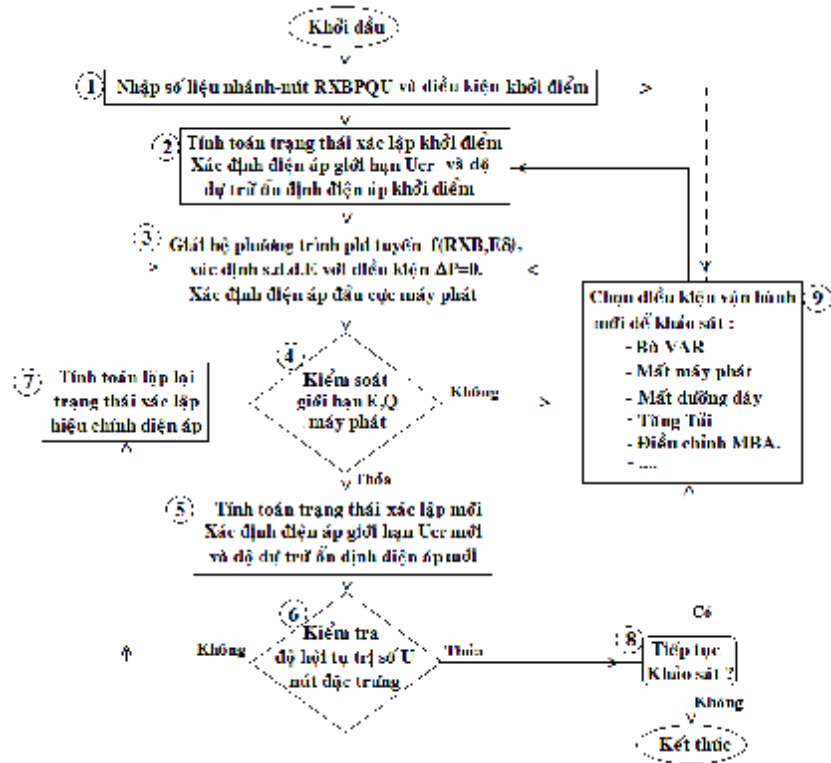 Khởi đầu
1 Nhập số liệu nhánh-nút RXBPQU và điều kiện khởi điểm
2 Tính toán trạng thái xác lập khởi điểm
Xác định điện áp giới hạn Ucr và độ
dự trữ ổn định điện áp khởi điểm
3 Giải hệ phương trình phi tuyến f(RXB,Eδ),
xác định s.đ.đ.E với điều kiện ΔP=0.
Xác định điện áp đầu cực máy phát
4 Kiểm soát
giới hạn E,Q
máy phát
Không
Thỏa
7 Tính toán lặp lại
trạng thái xác lập
hiệu chỉnh điện áp
9 Chọn điều kiện vận hành
mới để khảo sát :
- Bù VAR
- Mất máy phát
- Mất đường dây
- Tăng Tải
- Điều chỉnh MBA.
- ....
5 Tính toán trạng thái xác lập mới
Xác định điện áp giới hạn Ucr mới
và độ dự trữ ổn định điện áp mới
6 Kiểm tra
độ hội tụ trị số U
nút đặc trưng
Không
Thỏa
Có
8 Tiếp tục
Khảo sát ?
Không
Kết thúc